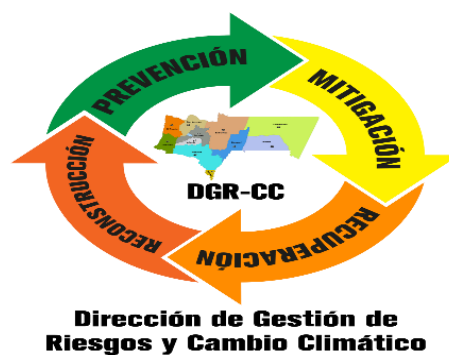 PREVENCIÓN
MITIGACIÓN
RECUPERACIÓN
RECONSTRUCCIÓN
DGR-CC
Dirección de Gestión de
Riesgos y Cambio Climático